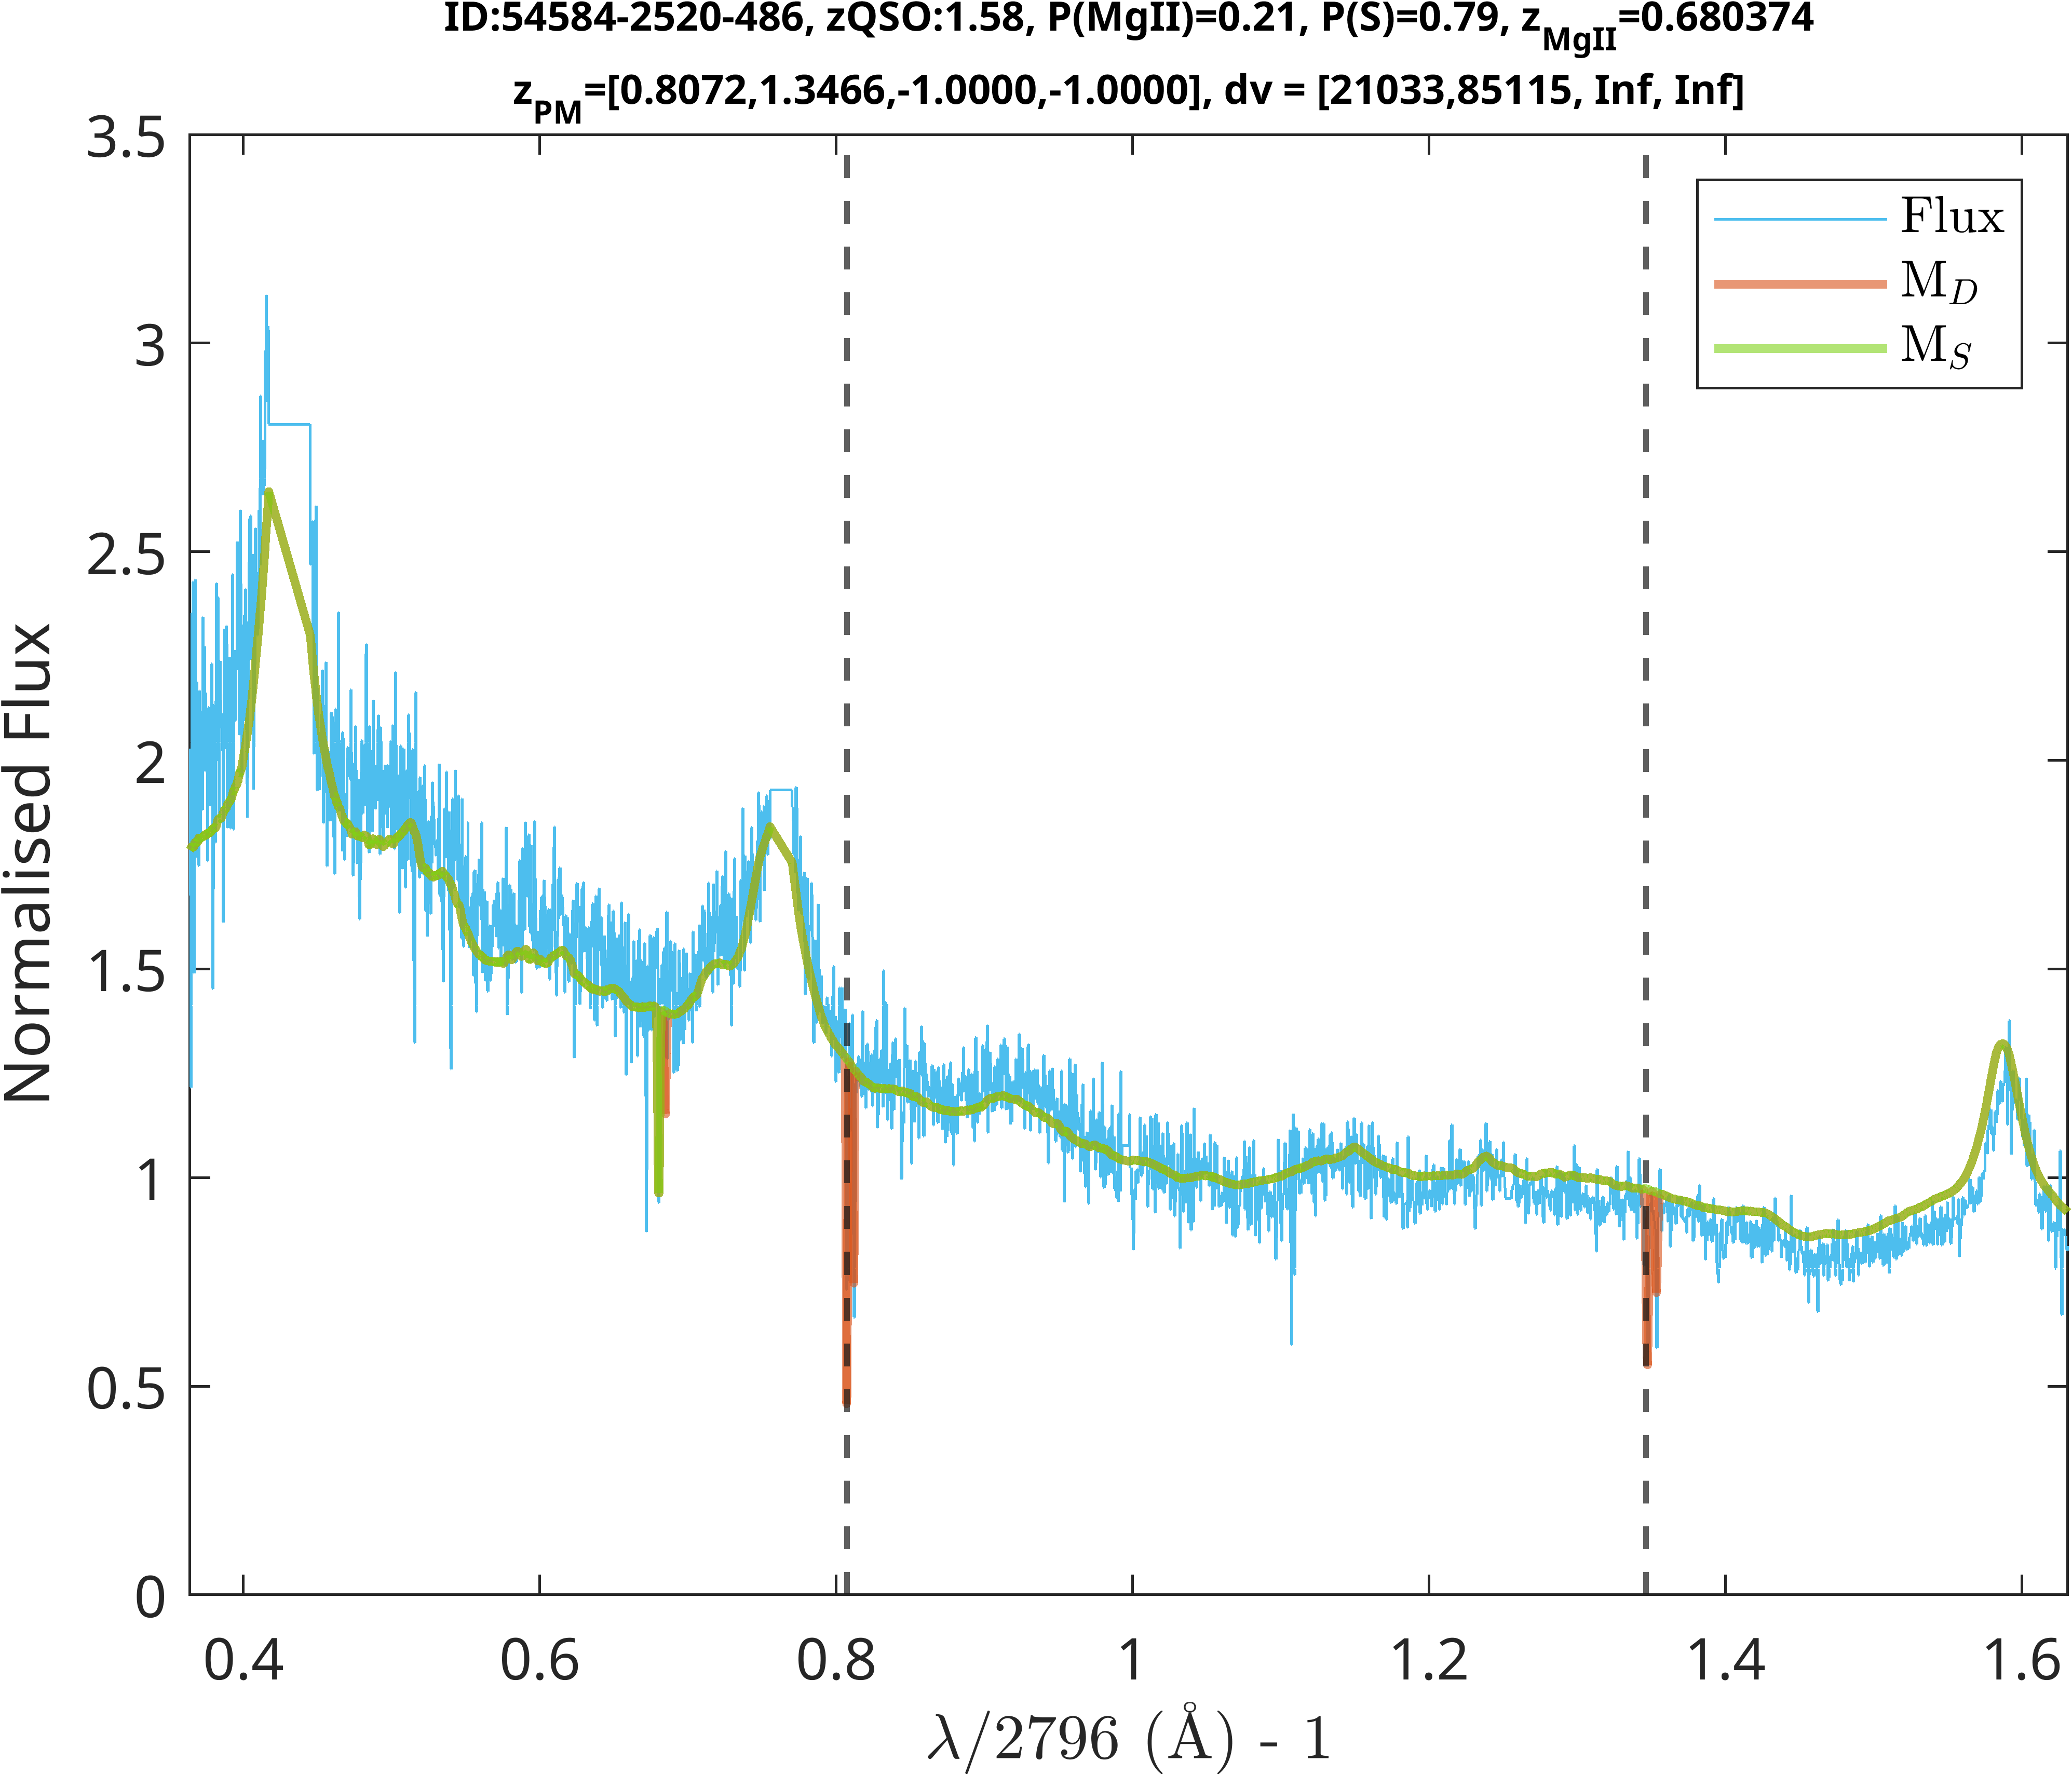 ID:54584-2520-486, zQSO:1.58, P(MgII)=0.21, P(S)=0.79, zMgII=0.680374
zPM=[0.8072,1.3466,-1.0000,-1.0000], dv = [21033,85115, Inf, Inf]
3.5
3
2.5
2
1.5
1
0.5
0
Normalised Flux
Flux
MD
MS
0.4 0.6 0.8 1 1.2 1.4 1.6
λ/2796 (Å) - 1